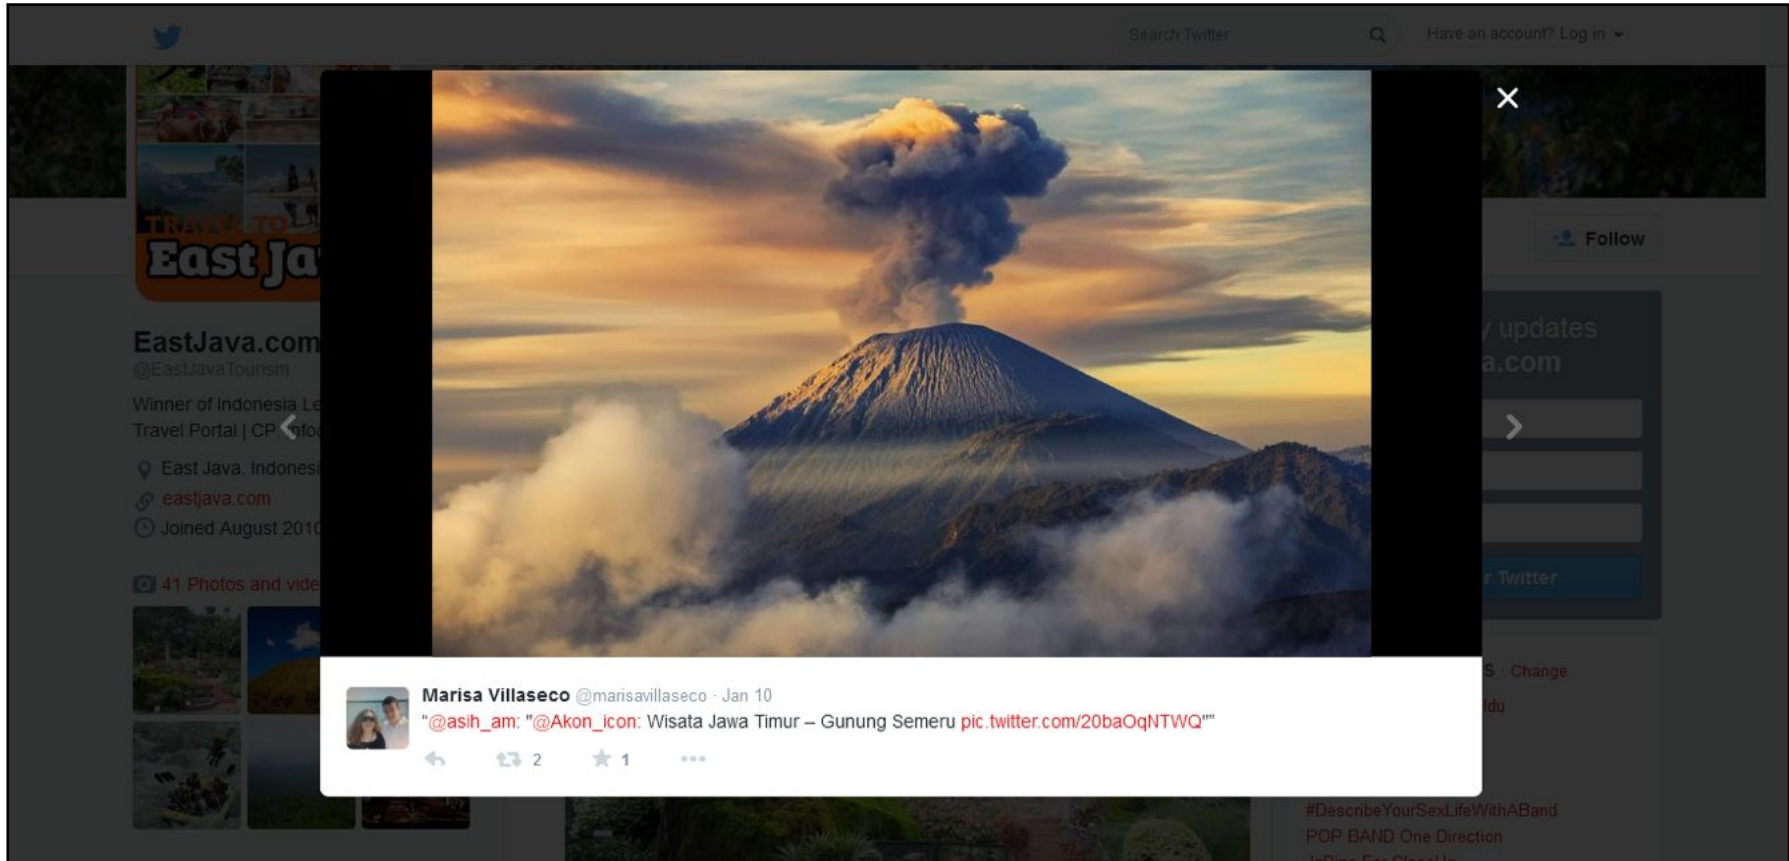 Search Twitter
Have an account? Log in
TRAVEL TO
East Ja
Follow
EastJava.com
@EastJavaTourism
Winner of Indonesia Le
Travel Portal | CP: Info
East Java, Indonesi
eastjava.com
Joined August 2010
41 Photos and vide
y updates
a.com
r Twitter
s · Change
ldu
Marisa Villaseco @marisavillaseco · Jan 10
"@asih_am: "@Akon_icon: Wisata Jawa Timur – Gunung Semeru pic.twitter.com/20baOqNTWQ""
2 1
#DescribeYourSexLifeWithABand
POP BAND One Direction